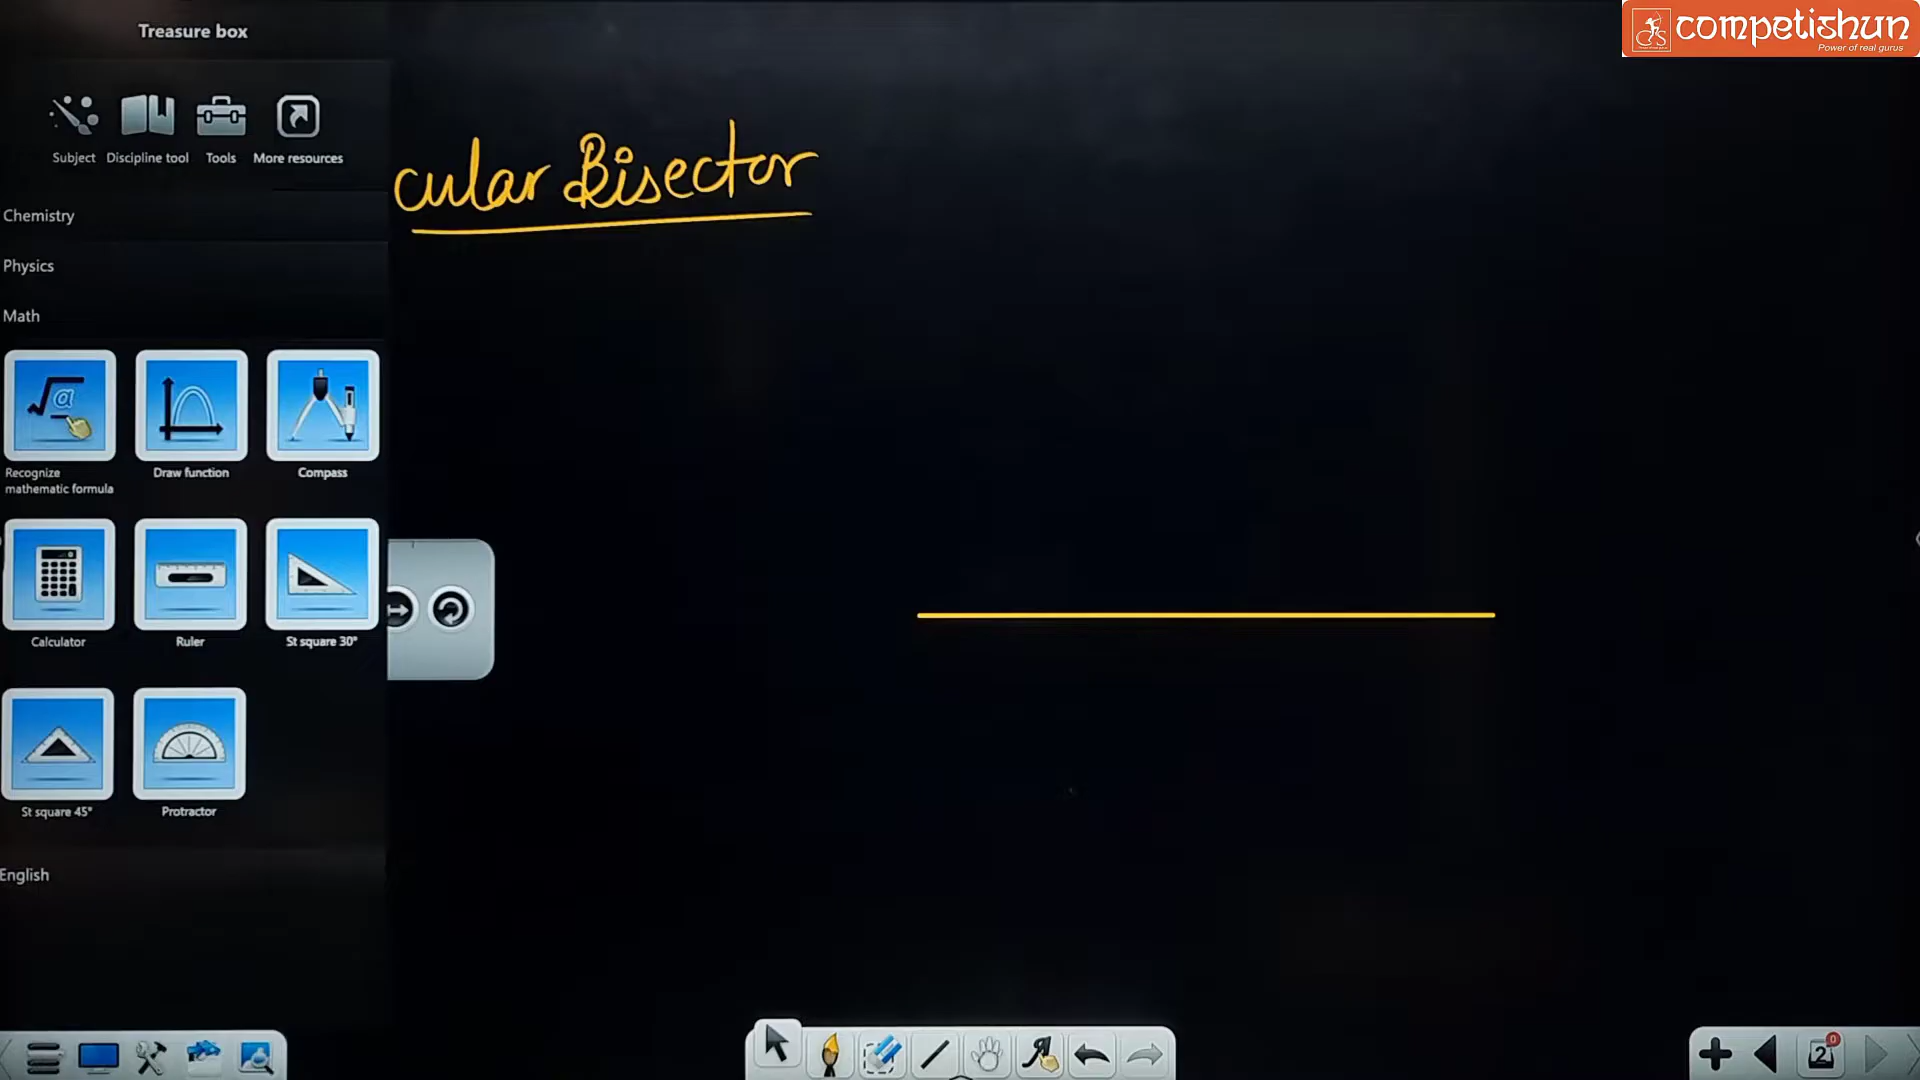 Treasure box
competishun
Power of real gurus
Subject
Discipline tool
Tools
More resources
cular Bisector
Chemistry
Physics
Math
Recognize
mathematic formula
Draw function
Compass
Calculator
Ruler
St square 30°
St square 45°
Protractor
English
2
0